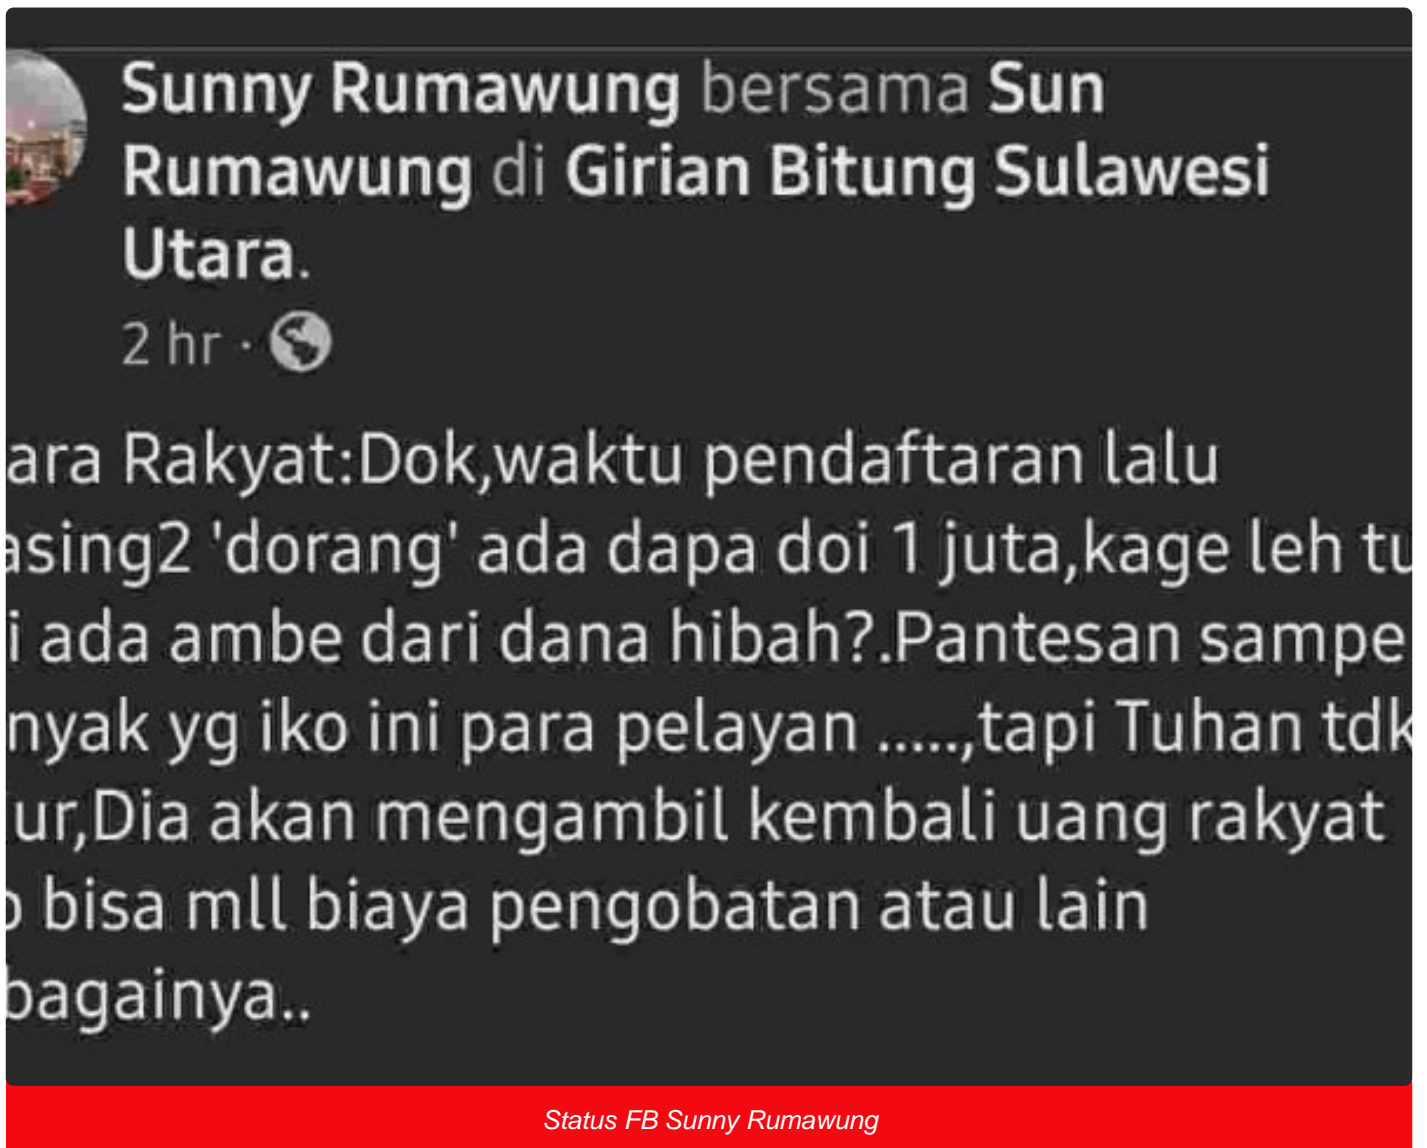 Sunny Rumawung bersama Sun
Rumawung di Girian Bitung Sulawesi
Utara.
2 hr ·
ara Rakyat:Dok,waktu pendaftaran lalu
asing2 'dorang' ada dapa doi 1 juta,kage leh tu
i ada ambe dari dana hibah?.Pantesan sampe
nyak yg iko ini para pelayan .....,tapi Tuhan tdk
ur,Dia akan mengambil kembali uang rakyat
bisa mll biaya pengobatan atau lain
bagainya..
Status FB Sunny Rumawung